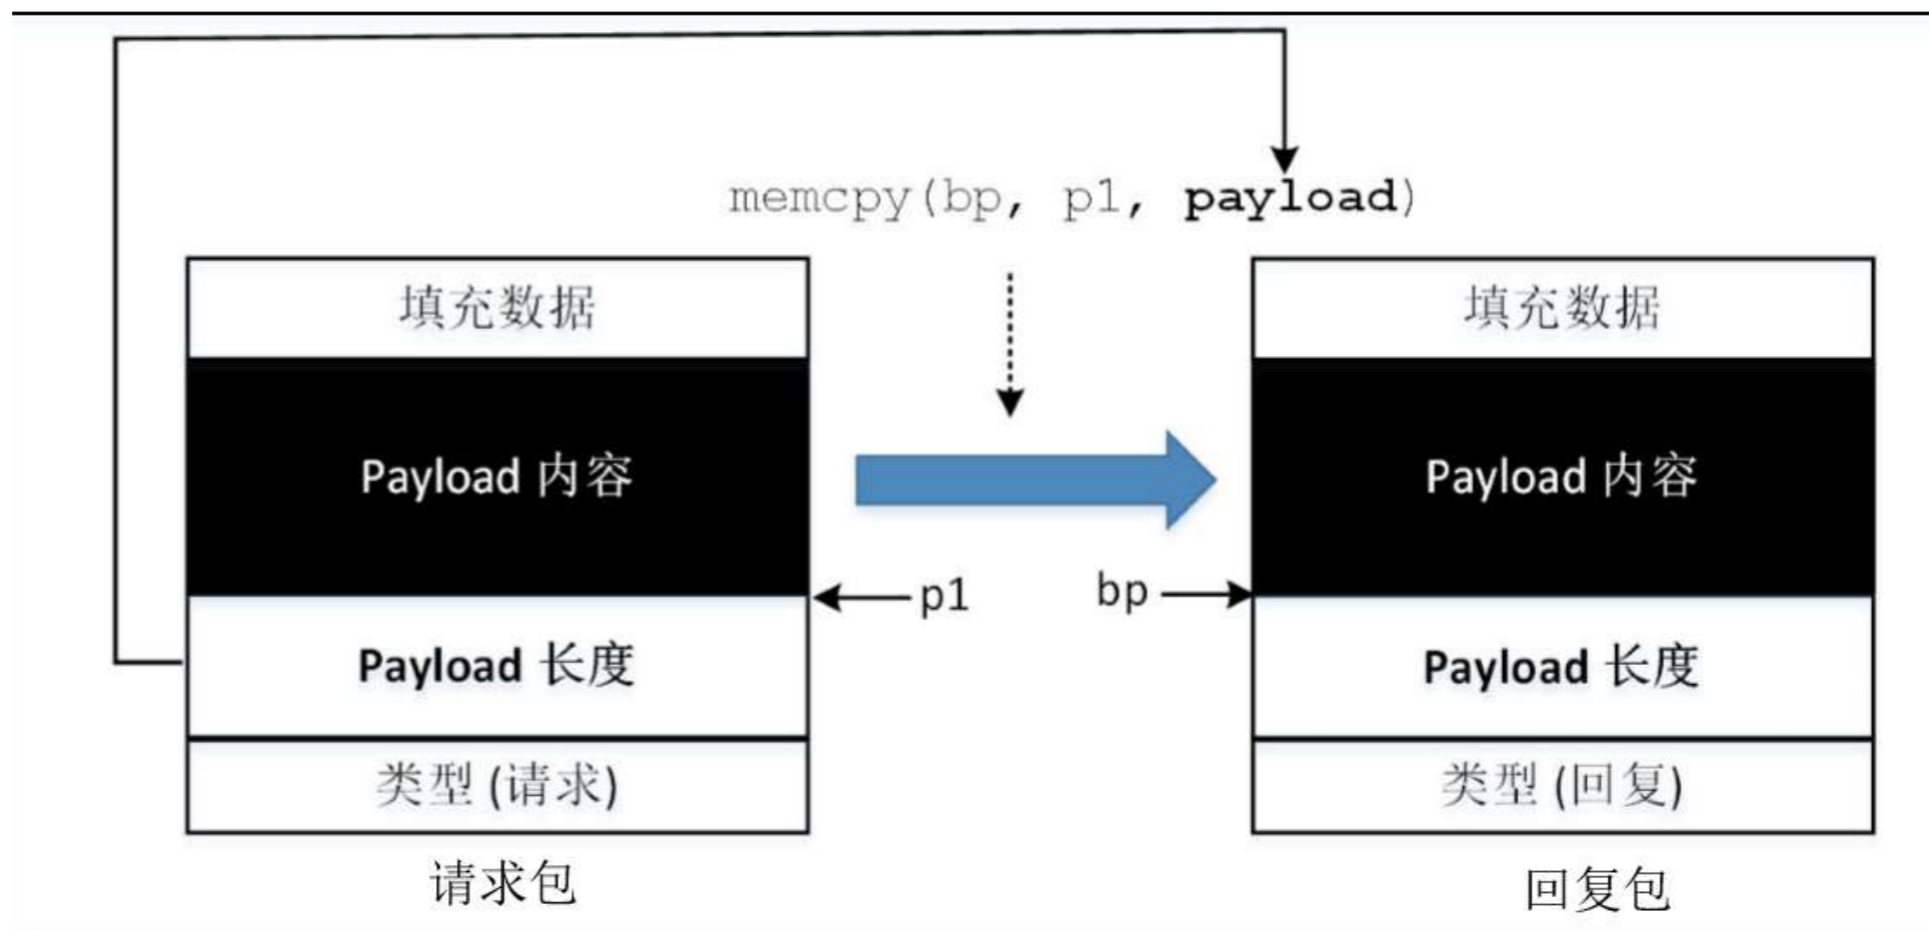 memcpy(bp, p1, payload)
填充数据
Payload 内容
Payload 长度
类型 (请求)
请求包
p1
bp
填充数据
Payload 内容
Payload 长度
类型 (回复)
回复包